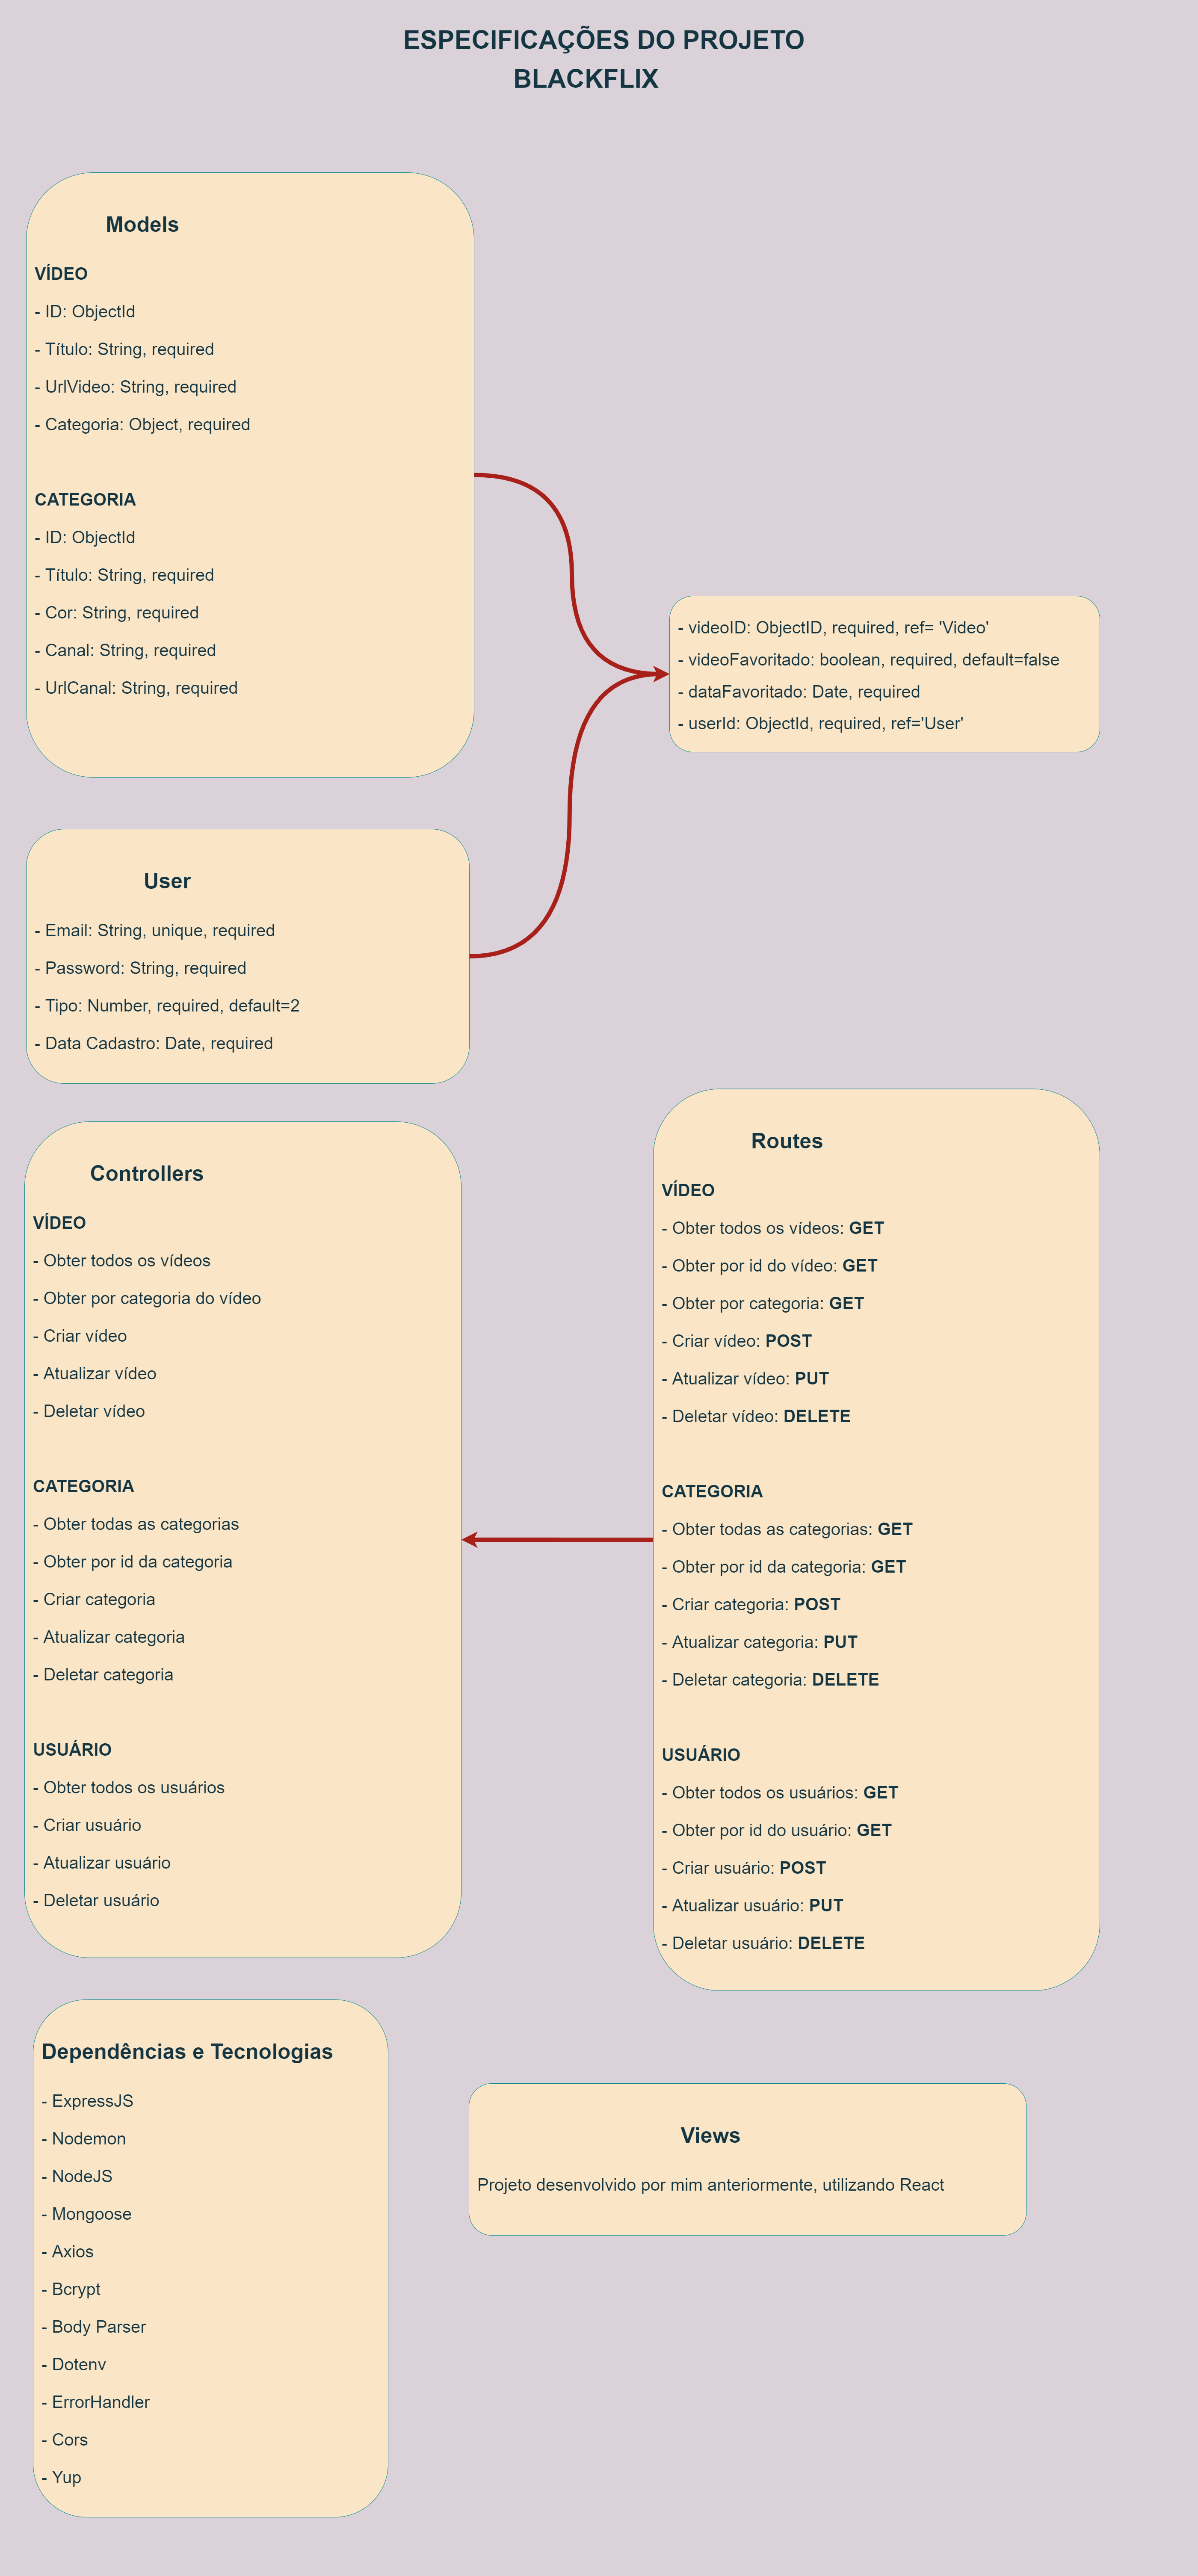 ESPECIFICAÇÕES DO PROJETO
BLACKFLIX
Models
VÍDEO
- ID: ObjectId
- Título: String, required
- UrlVideo: String, required
- Categoria: Object, required
CATEGORIA
- ID: ObjectId
- Título: String, required
- Cor: String, required
- Canal: String, required
- UrlCanal: String, required
- videoID: ObjectID, required, ref= 'Video'
- videoFavoritado: boolean, required, default=false
- dataFavoritado: Date, required
- userId: ObjectId, required, ref='User'
User
- Email: String, unique, required
- Password: String, required
- Tipo: Number, required, default=2
- Data Cadastro: Date, required
Controllers
VÍDEO
- Obter todos os vídeos
- Obter por categoria do vídeo
- Criar vídeo
- Atualizar vídeo
- Deletar vídeo
CATEGORIA
- Obter todas as categorias
- Obter por id da categoria
- Criar categoria
- Atualizar categoria
- Deletar categoria
USUÁRIO
- Obter todos os usuários
- Criar usuário
- Atualizar usuário
- Deletar usuário
Routes
VÍDEO
- Obter todos os vídeos: GET
- Obter por id do vídeo: GET
- Obter por categoria: GET
- Criar vídeo: POST
- Atualizar vídeo: PUT
- Deletar vídeo: DELETE
CATEGORIA
- Obter todas as categorias: GET
- Obter por id da categoria: GET
- Criar categoria: POST
- Atualizar categoria: PUT
- Deletar categoria: DELETE
USUÁRIO
- Obter todos os usuários: GET
- Obter por id do usuário: GET
- Criar usuário: POST
- Atualizar usuário: PUT
- Deletar usuário: DELETE
Dependências e Tecnologias
- ExpressJS
- Nodemon
- NodeJS
- Mongoose
- Axios
- Bcrypt
- Body Parser
- Dotenv
- ErrorHandler
- Cors
- Yup
Views
Projeto desenvolvido por mim anteriormente, utilizando React